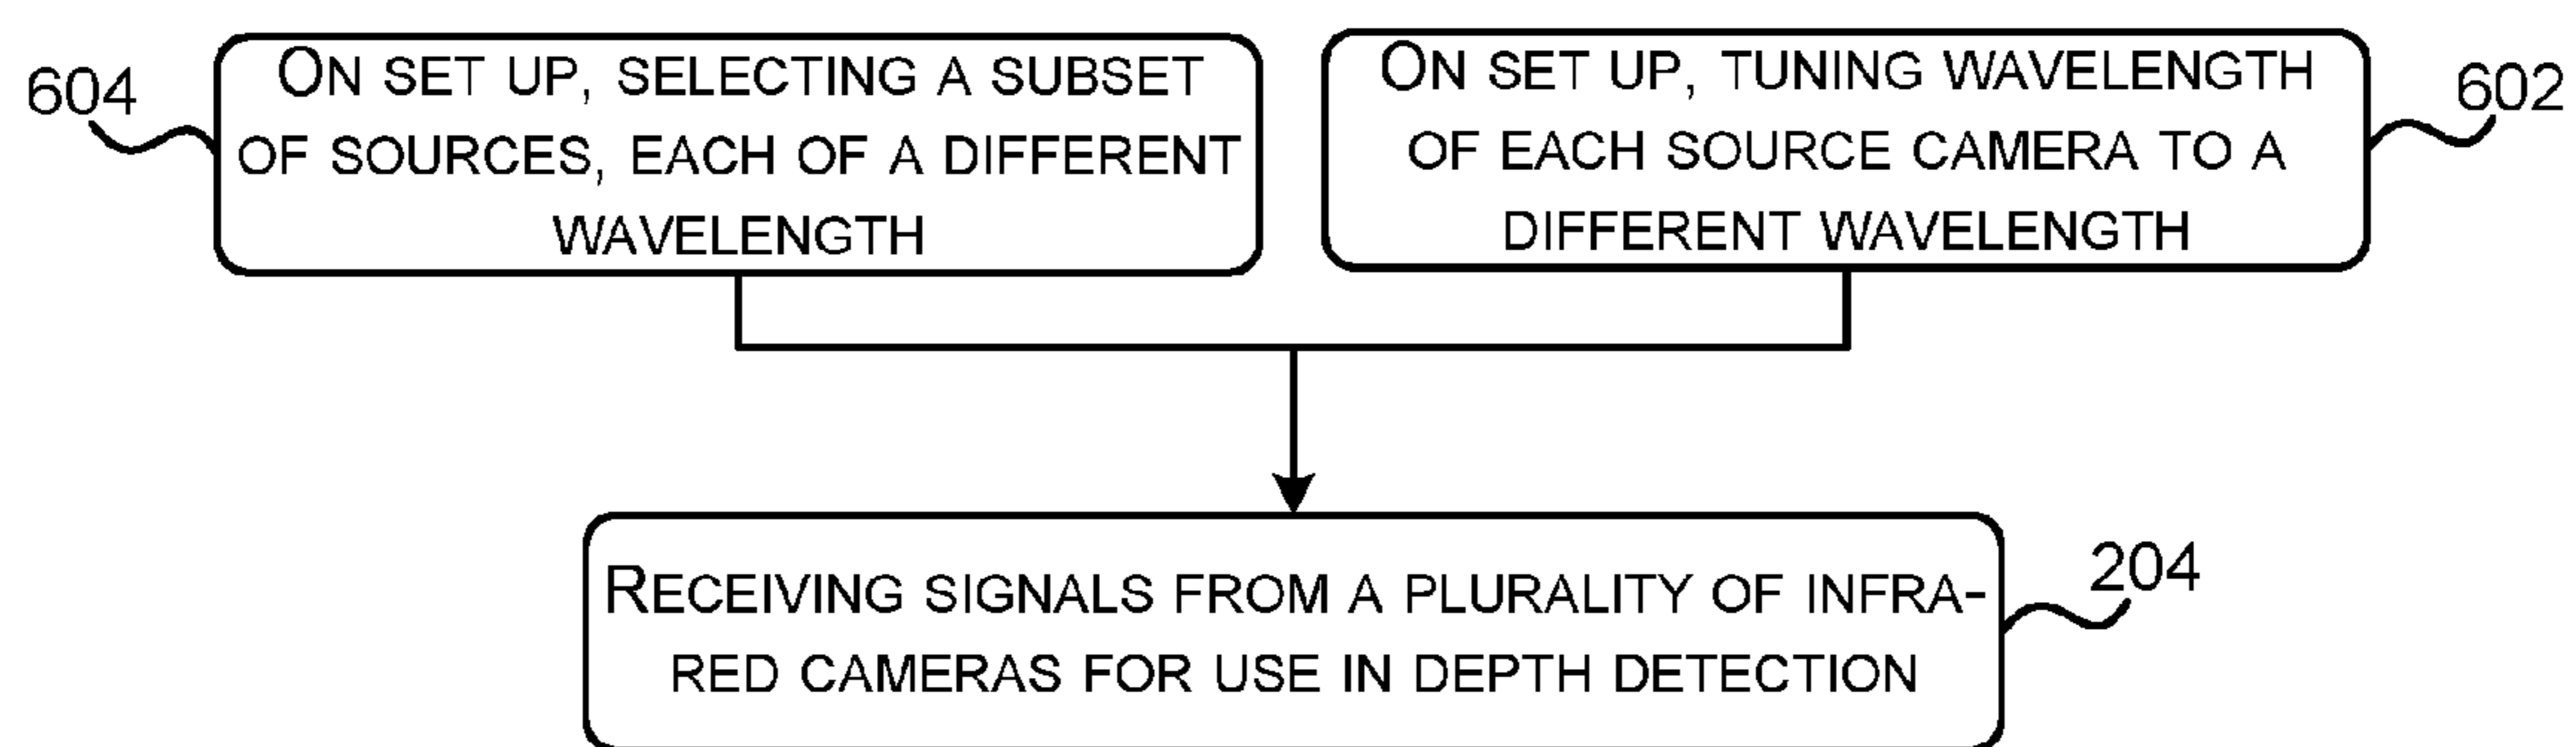 604
ON SET UP, SELECTING A SUBSET
OF SOURCES, EACH OF A DIFFERENT
WAVELENGTH
ON SET UP, TUNING WAVELENGTH
OF EACH SOURCE CAMERA TO A
DIFFERENT WAVELENGTH
602
RECEIVING SIGNALS FROM A PLURALITY OF INFRA-
RED CAMERAS FOR USE IN DEPTH DETECTION
204